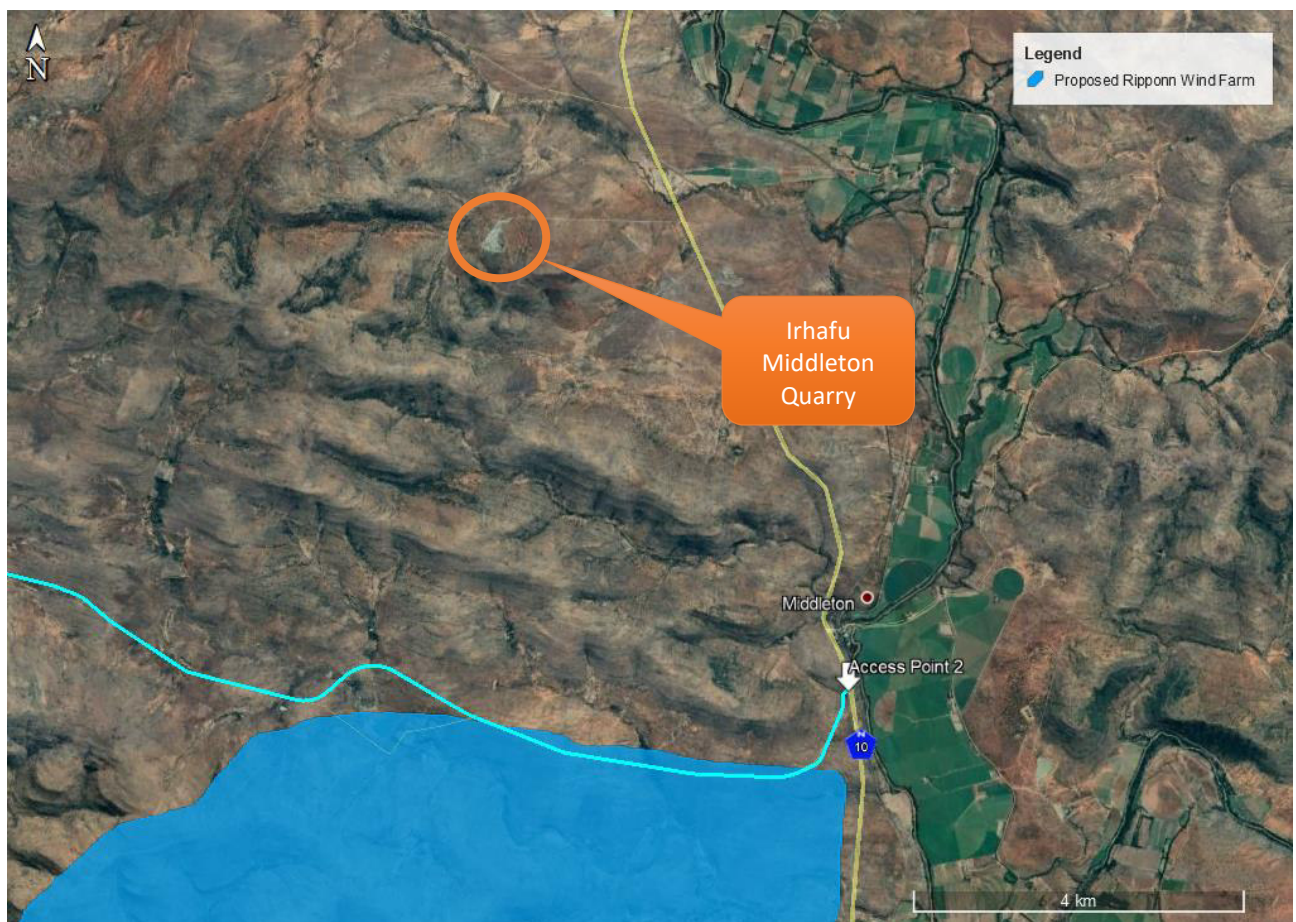 N
Legend
Proposed Ripponn Wind Farm
Irhafu
Middleton
Quarry
Middleton
Access Point 2
N
10
4 km